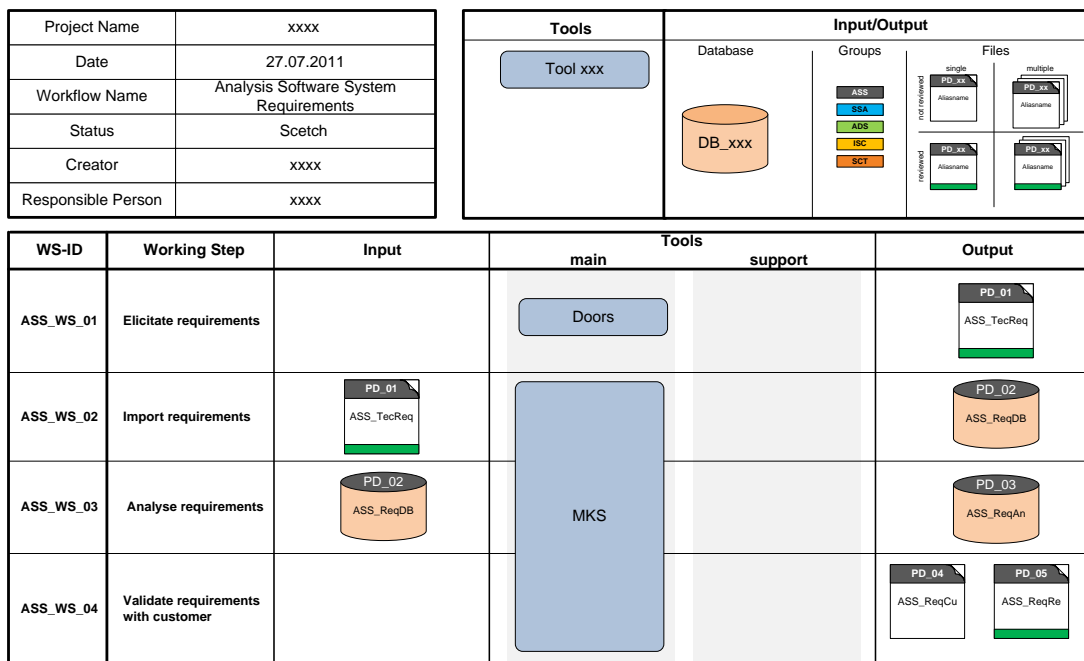 Project Name xxxx
Date 27.07.2011
Workflow Name Analysis Software System
Requirements
Status Scetch
Creator xxxx
Responsible Person xxxx
Tools Input/Output
Tool xxx
Database Groups Files
single multiple
not reviewed
reviewed
DB_xxx
ASS
SSA
ADS
ISC
SCT
PD_xx PD_xx
Aliasname Aliasname
PD_xx PD_xx
Aliasname Aliasname
WS-ID Working Step Input Tools Output
main support
ASS_WS_01 Elicitate requirements Doors PD_01
ASS_TecReq
ASS_WS_02 Import requirements PD_01 PD_02
ASS_TecReq ASS_ReqDB
ASS_WS_03 Analyse requirements PD_02 MKS PD_03
ASS_ReqDB ASS_ReqAn
ASS_WS_04 Validate requirements PD_04 PD_05
with customer ASS_ReqCu ASS_ReqRe